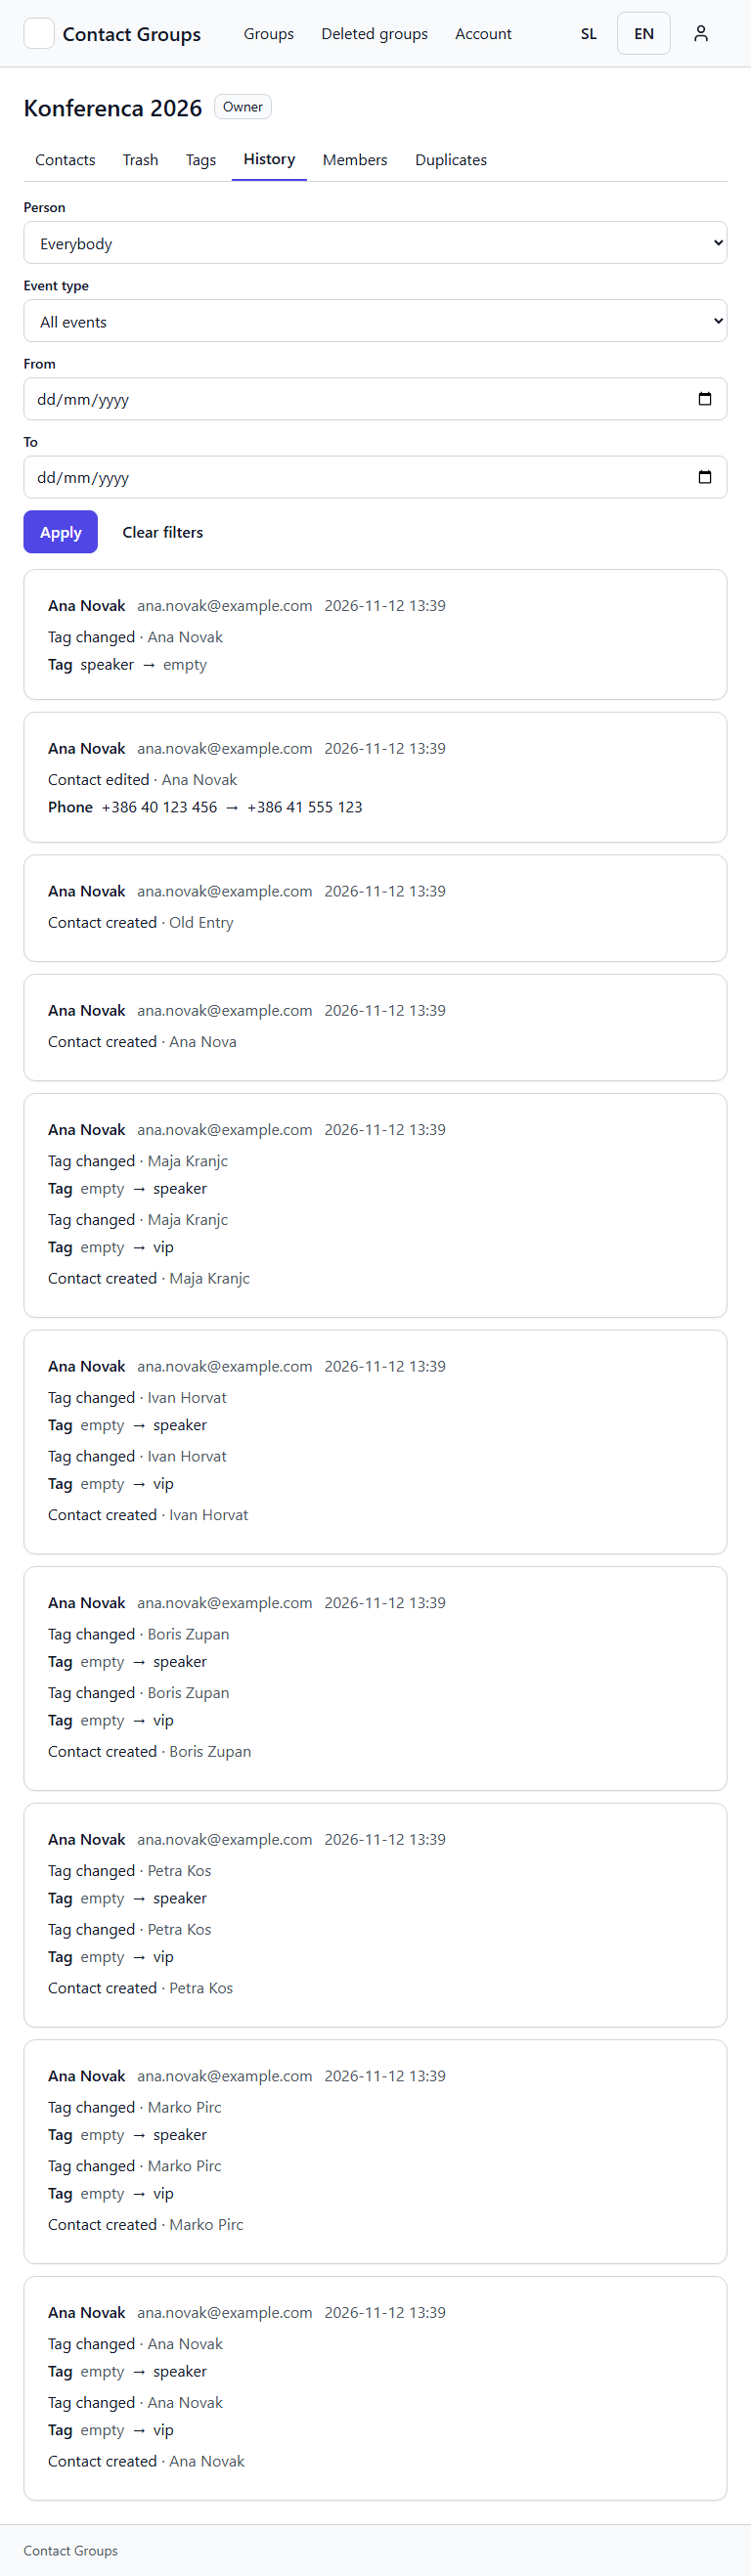 Contact Groups
Groups
Deleted groups
Account
SL
EN
Konferenca 2026
Owner
Contacts
Trash
Tags
History
Members
Duplicates
Person
Everybody
Event type
All events
From
dd/mm/yyyy
To
dd/mm/yyyy
Apply
Clear filters
Ana Novak ana.novak@example.com 2026-11-12 13:39
Tag changed · Ana Novak
Tag speaker → empty
Ana Novak ana.novak@example.com 2026-11-12 13:39
Contact edited · Ana Novak
Phone +386 40 123 456 → +386 41 555 123
Ana Novak ana.novak@example.com 2026-11-12 13:39
Contact created · Old Entry
Ana Novak ana.novak@example.com 2026-11-12 13:39
Contact created · Ana Nova
Ana Novak ana.novak@example.com 2026-11-12 13:39
Tag changed · Maja Kranjc
Tag empty → speaker
Tag changed · Maja Kranjc
Tag empty → vip
Contact created · Maja Kranjc
Ana Novak ana.novak@example.com 2026-11-12 13:39
Tag changed · Ivan Horvat
Tag empty → speaker
Tag changed · Ivan Horvat
Tag empty → vip
Contact created · Ivan Horvat
Ana Novak ana.novak@example.com 2026-11-12 13:39
Tag changed · Boris Zupan
Tag empty → speaker
Tag changed · Boris Zupan
Tag empty → vip
Contact created · Boris Zupan
Ana Novak ana.novak@example.com 2026-11-12 13:39
Tag changed · Petra Kos
Tag empty → speaker
Tag changed · Petra Kos
Tag empty → vip
Contact created · Petra Kos
Ana Novak ana.novak@example.com 2026-11-12 13:39
Tag changed · Marko Pirc
Tag empty → speaker
Tag changed · Marko Pirc
Tag empty → vip
Contact created · Marko Pirc
Ana Novak ana.novak@example.com 2026-11-12 13:39
Tag changed · Ana Novak
Tag empty → speaker
Tag changed · Ana Novak
Tag empty → vip
Contact created · Ana Novak
Contact Groups